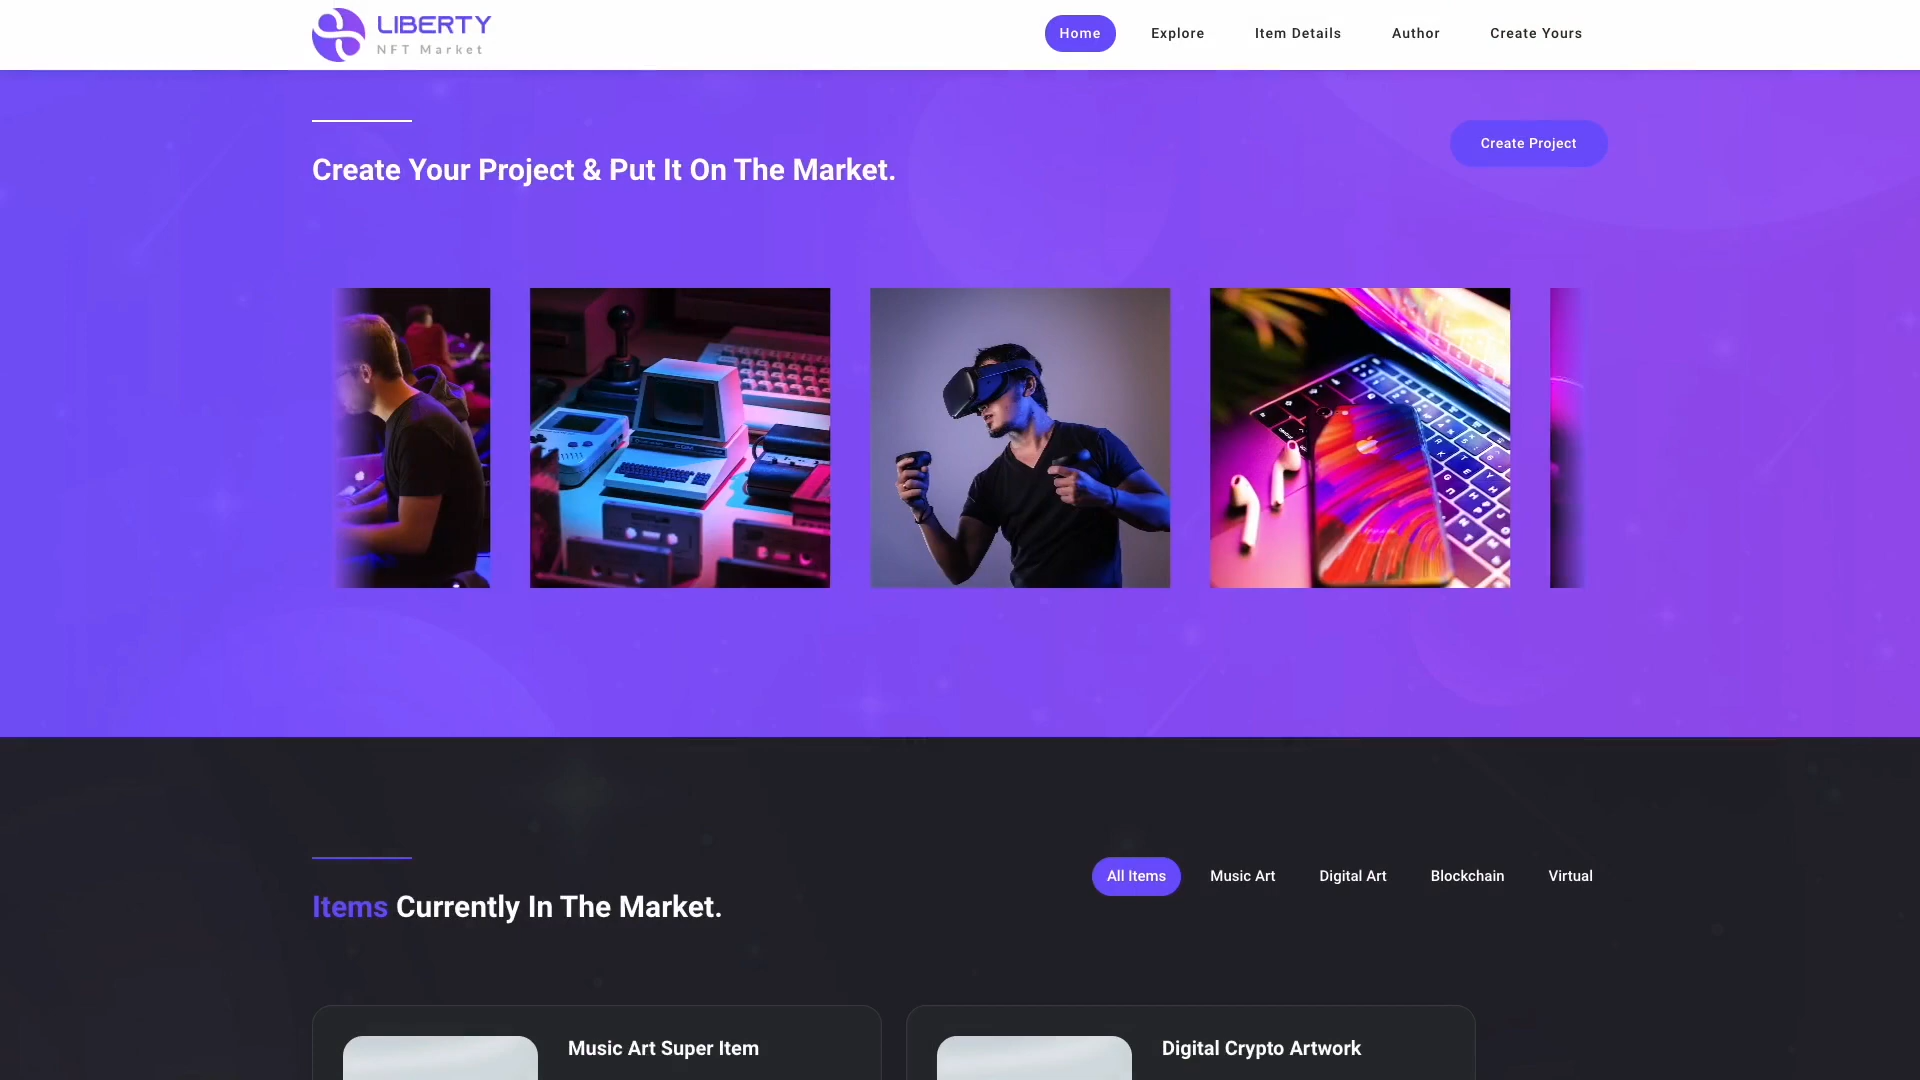 LIBERTY
NFT Market
Home
Explore
Item Details
Author
Create Yours
Create Your Project & Put It On The Market.
Create Project
Items Currently In The Market.
All Items
Music Art
Digital Art
Blockchain
Virtual
Music Art Super Item
Digital Crypto Artwork